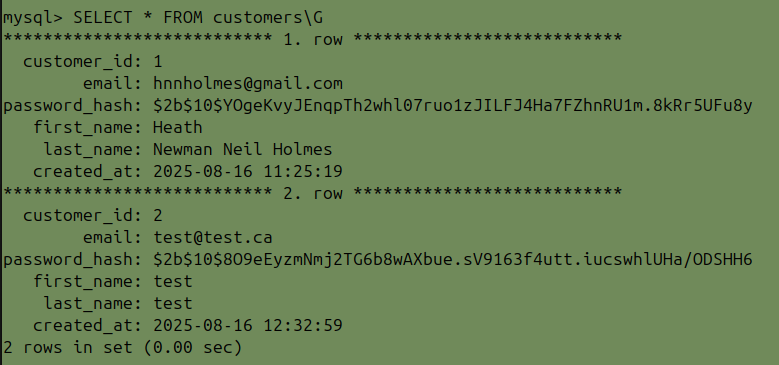 mysql> SELECT * FROM customers\G
*************************** 1. row ***************************
customer_id: 1
email: hnnholmes@gmail.com
password_hash: $2b$10$YOgeKvyJEnqpTh2whl07ruo1zJILFJ4Ha7FZhnRU1m.8kRr5UFu8y
first_name: Heath
last_name: Newman Neil Holmes
created_at: 2025-08-16 11:25:19
*************************** 2. row ***************************
customer_id: 2
email: test@test.ca
password_hash: $2b$10$8O9eEyzmNmj2TG6b8wAXbue.sV9163f4utt.iucswhlUHa/ODSHH6
first_name: test
last_name: test
created_at: 2025-08-16 12:32:59
2 rows in set (0.00 sec)